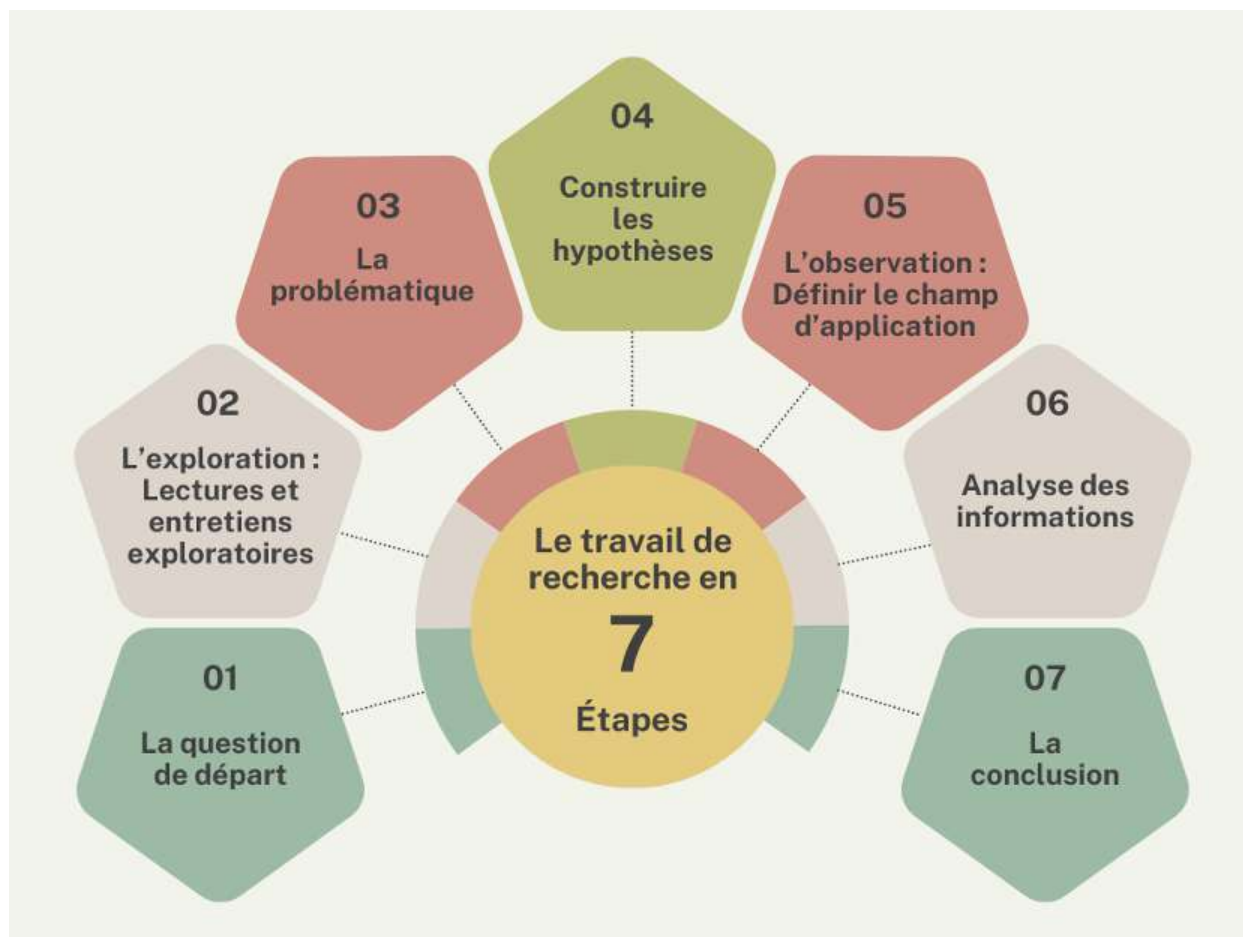 04
Construire
les
hypothèses
03
La
problématique
05
L'observation :
Définir le champ
d'application
02
L'exploration :
Lectures et
entretiens
exploratoires
06
Analyse des
informations
Le travail de
recherche en
7
Étapes
01
La question
de départ
07
La
conclusion